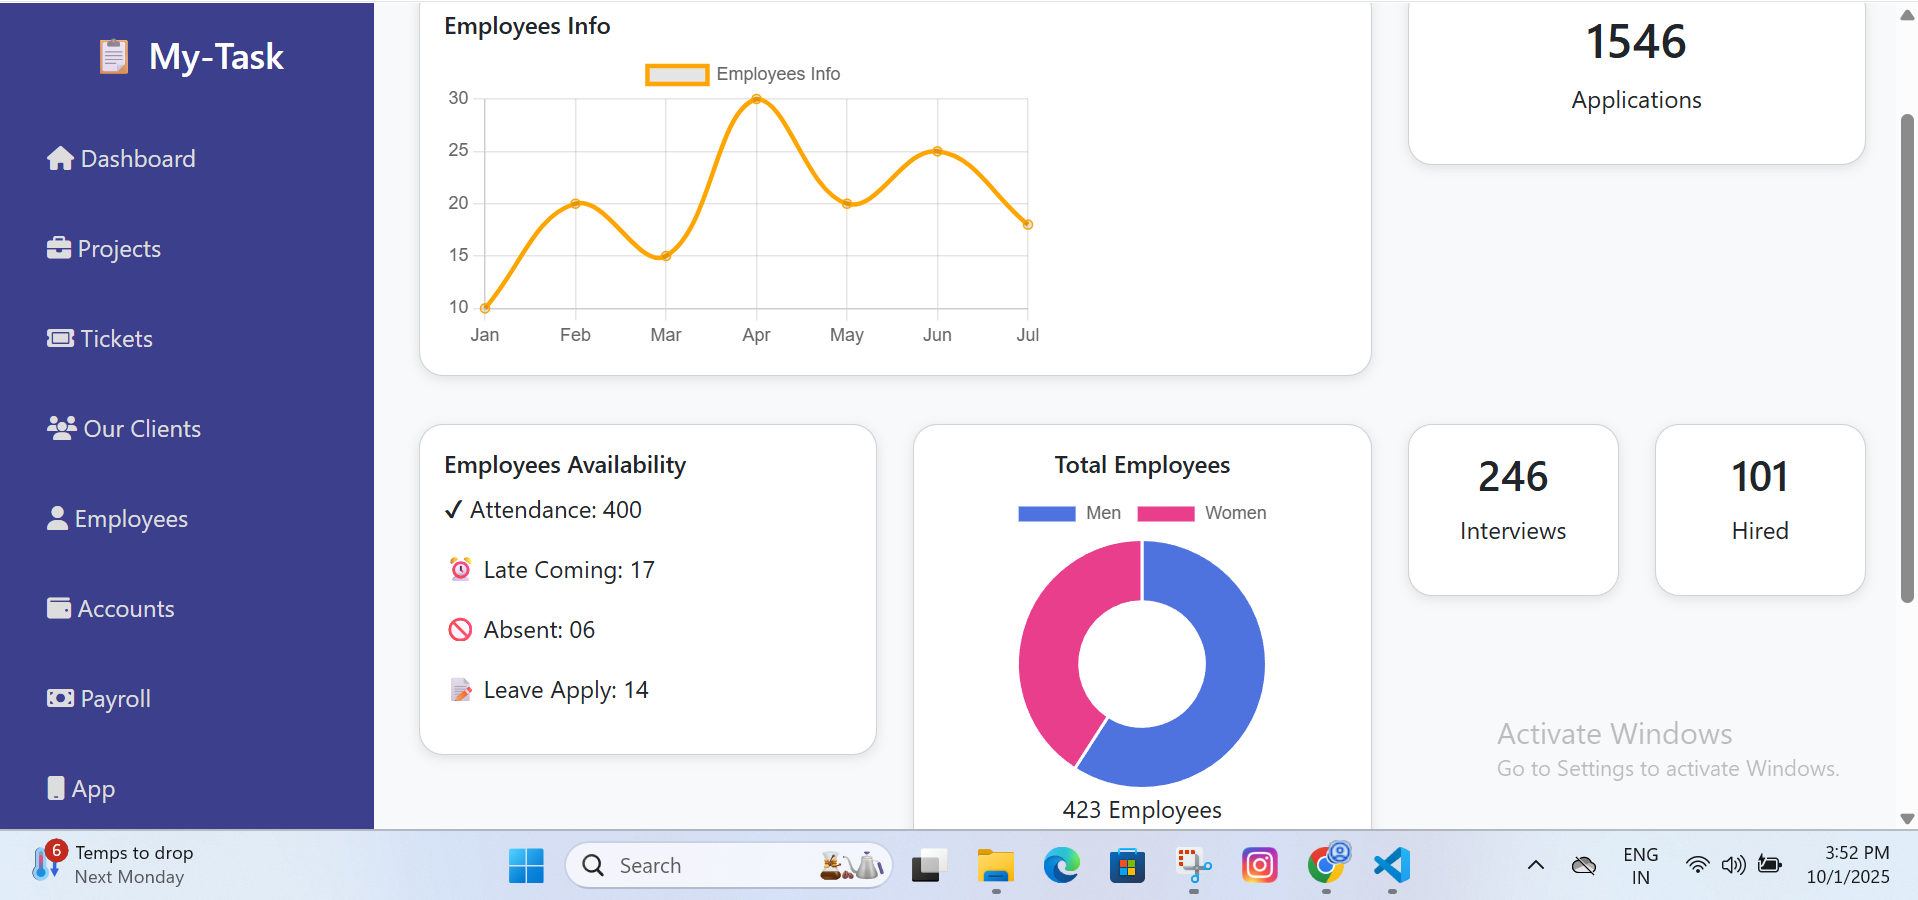 My-Task
Dashboard
Projects
Tickets
Our Clients
Employees
Accounts
Payroll
App
Employees Info
Employees Info
30
25
20
15
10
Jan Feb Mar Apr May Jun Jul
1546
Applications
Employees Availability
✓ Attendance: 400
Late Coming: 17
Absent: 06
Leave Apply: 14
Total Employees
Men Women
423 Employees
246
Interviews
101
Hired
Activate Windows
Go to Settings to activate Windows.
6
Temps to drop
Next Monday
Search
ENG
IN
3:52 PM
10/1/2025